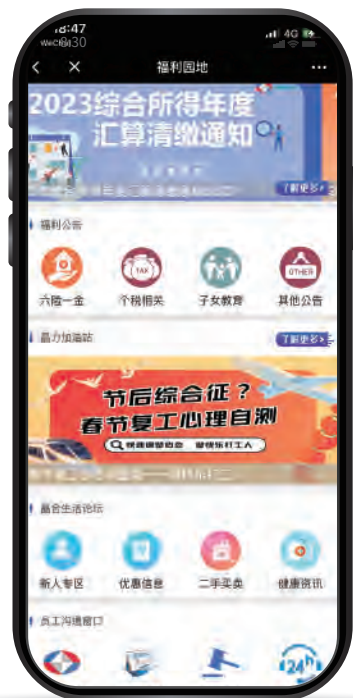 18:47
4G
福利园地
2023综合所得年度
汇算清缴通知
了解更多
福利公告
TAX
OTHER
六险一金
个税相关
子女教育
其他公告
晶力加油站
了解更多
节后综合征？
春节复工心理自测
晶合生活论坛
新人专区
优惠信息
二手买卖
健康资讯
员工沟通窗口
24h